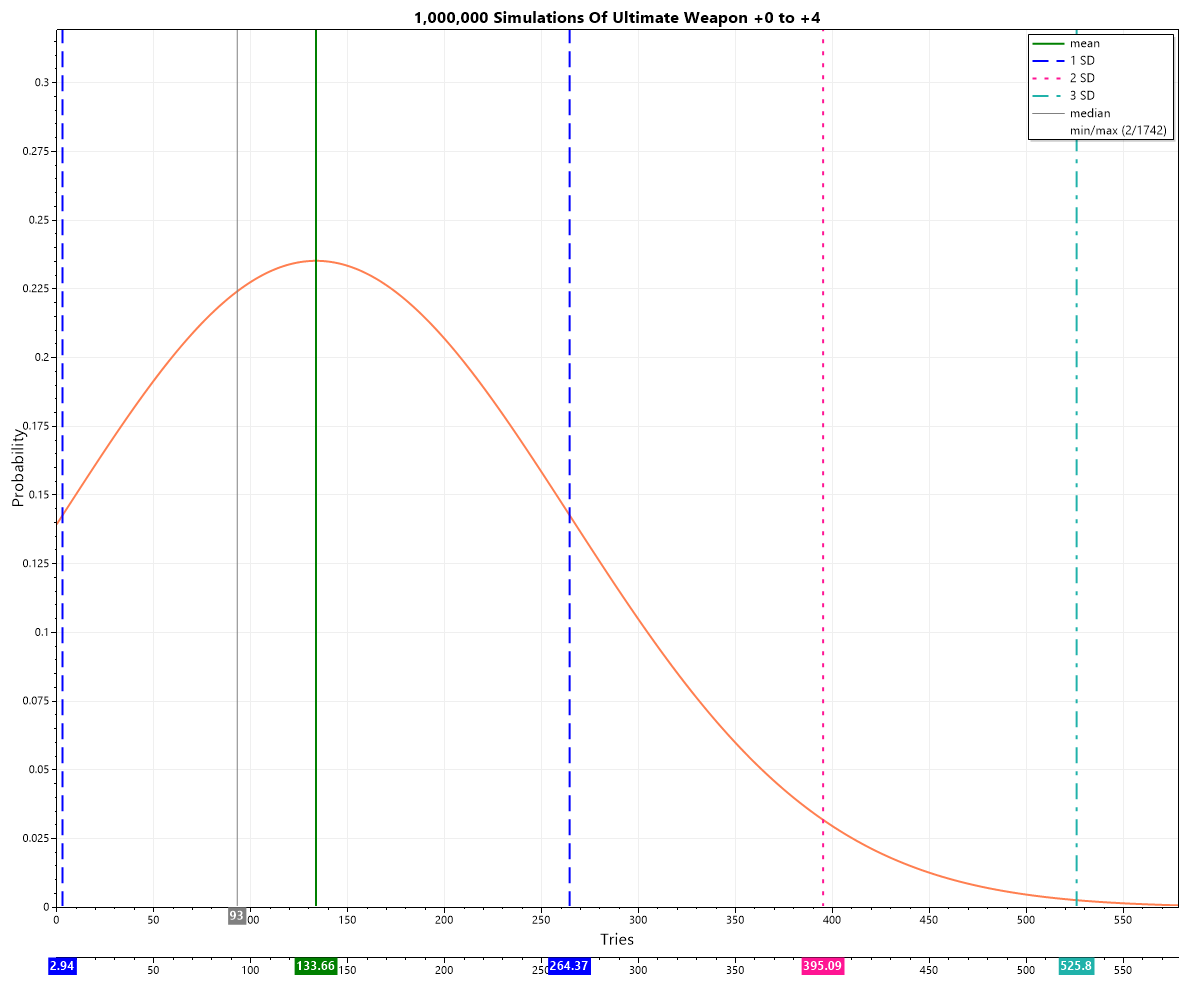 1,000,000 Simulations Of Ultimate Weapon +0 to +4
mean
1 SD
2 SD
3 SD
median
min/max (2/1742)
0.3
0.275
0.25
0.225
0.2
0.175
0.15
0.125
0.1
0.075
0.05
0.025
0
Probability
0 93 150 200 250 300 350 400 450 500 550
Tries
2.94 50 100 133.66 150 200 264.37 300 350 395.09 450 500 525.8 550